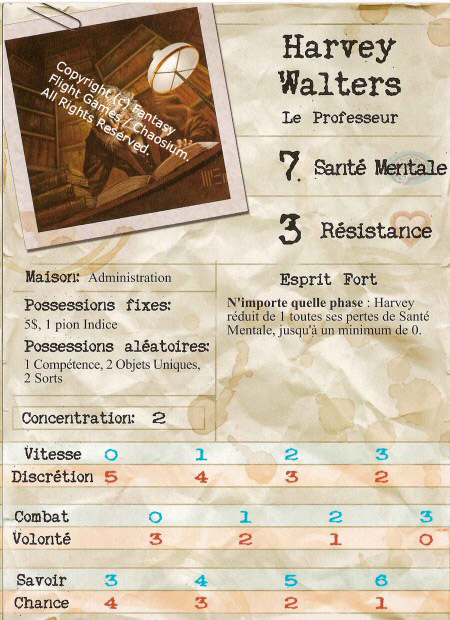 Copyright (c) Fantasy
Flight Games / Chaosium.
All Rights Reserved.
Harvey
Walters
Le Professeur
7 Santé Mentale
3 Résistance
Maison: Administration
Possessions fixes:
5$, 1 pion Indice
Possessions aléatoires:
1 Compétence, 2 Objets Uniques,
2 Sorts
Concentration: 2
Esprit Fort
N'importe quelle phase : Harvey
réduit de 1 toutes ses pertes de Santé
Mentale, jusqu'à un minimum de 0.
Vitesse 0 1 2 3
Discrétion 5 4 3 2
Combat 0 1 2 3
Volonté 3 2 1 0
Savoir 3 4 5 6
Chance 4 3 2 1